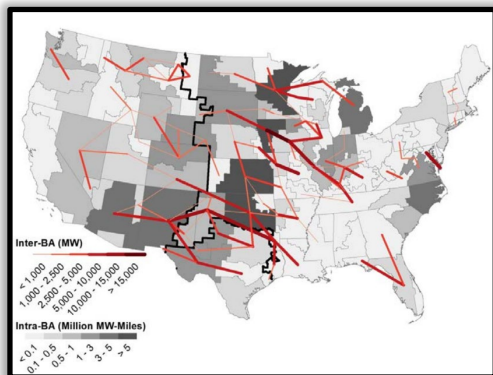 Inter-BA (MW)
< 1,000
1,000 - 2,500
2,500 - 5,000
5,000 - 10,000
10,000 - 15,000
> 15,000
Intra-BA (Million MW-Miles)
< 0.1
0.1 - 0.5
0.5 - 1
1 - 3
3 - 5
> 5